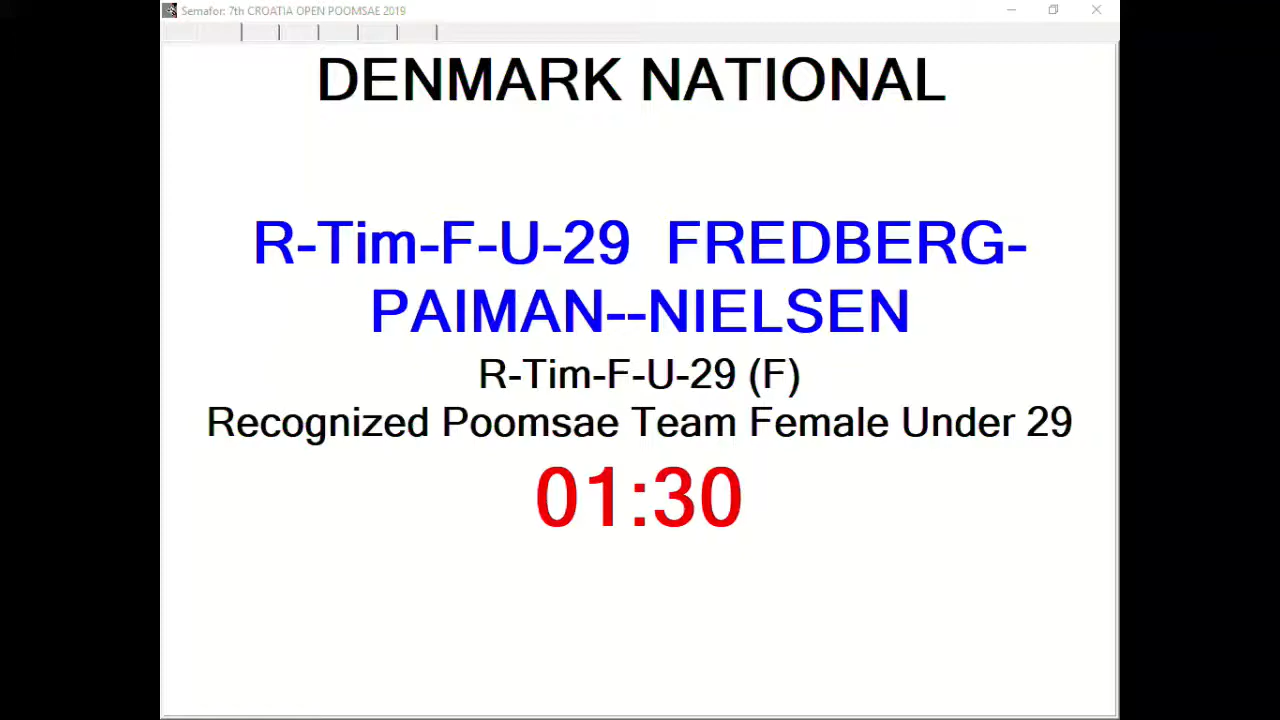 Semafor: 7th CROATIA OPEN POOMSAE 2019
DENMARK NATIONAL
R-Tim-F-U-29 FREDBERG-
PAIMAN--NIELSEN
R-Tim-F-U-29 (F)
Recognized Poomsae Team Female Under 29
01:30